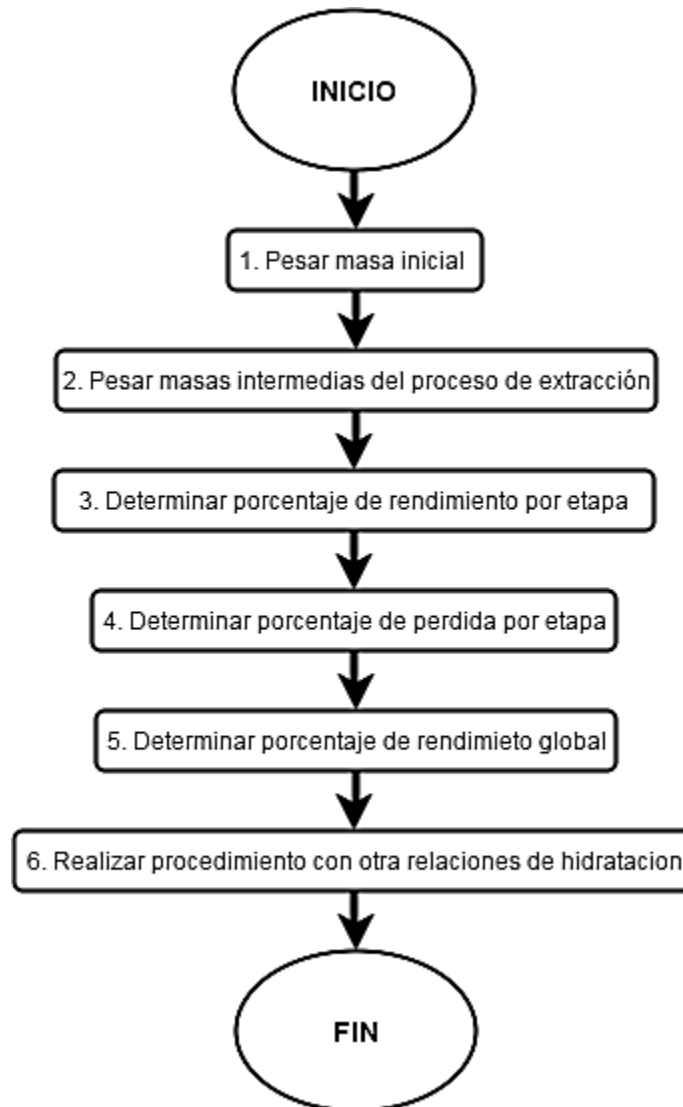 INICIO
1. Pesar masa inicial
2. Pesar masas intermedias del proceso de extracción
3. Determinar porcentaje de rendimiento por etapa
4. Determinar porcentaje de perdida por etapa
5. Determinar porcentaje de rendimieto global
6. Realizar procedimiento con otra relaciones de hidratacion
FIN